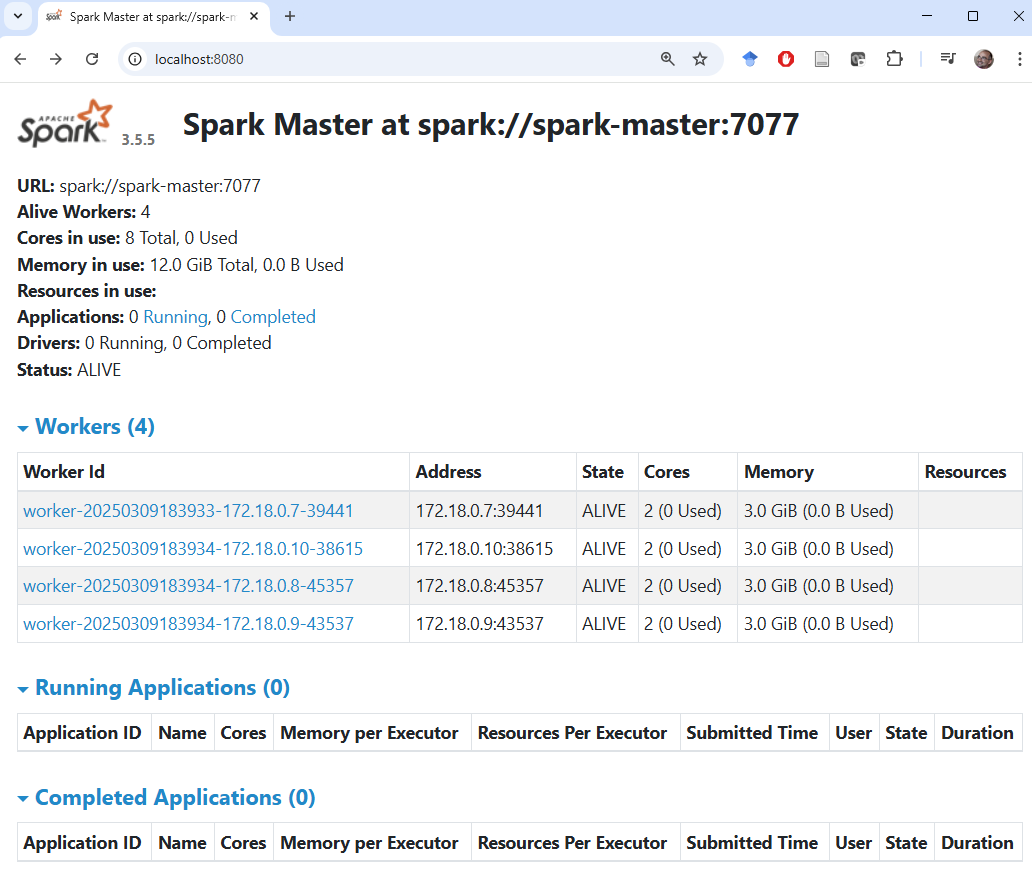 Spark Master at spark://spark-n
localhost:8080
APACHE
Spark 3.5.5 Spark Master at spark://spark-master:7077
URL: spark://spark-master:7077
Alive Workers: 4
Cores in use: 8 Total, 0 Used
Memory in use: 12.0 GiB Total, 0.0 B Used
Resources in use:
Applications: 0 Running, 0 Completed
Drivers: 0 Running, 0 Completed
Status: ALIVE
Workers (4)
Worker Id Address State Cores Memory Resources
worker-20250309183933-172.18.0.7-39441 172.18.0.7:39441 ALIVE 2 (0 Used) 3.0 GiB (0.0 B Used)
worker-20250309183934-172.18.0.10-38615 172.18.0.10:38615 ALIVE 2 (0 Used) 3.0 GiB (0.0 B Used)
worker-20250309183934-172.18.0.8-45357 172.18.0.8:45357 ALIVE 2 (0 Used) 3.0 GiB (0.0 B Used)
worker-20250309183934-172.18.0.9-43537 172.18.0.9:43537 ALIVE 2 (0 Used) 3.0 GiB (0.0 B Used)
Running Applications (0)
Application ID Name Cores Memory per Executor Resources Per Executor Submitted Time User State Duration
Completed Applications (0)
Application ID Name Cores Memory per Executor Resources Per Executor Submitted Time User State Duration